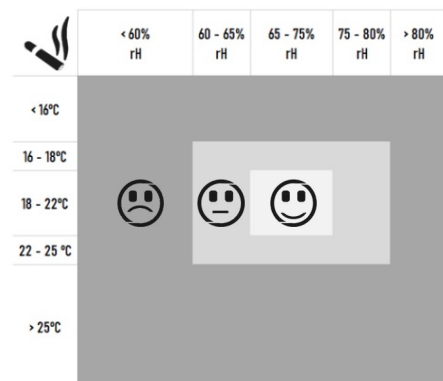 < 60% 60 - 65% 65 - 75% 75 - 80% > 80%
rH rH rH rH rH
< 16°C
16 - 18°C
18 - 22°C
22 - 25 °C
> 25°C